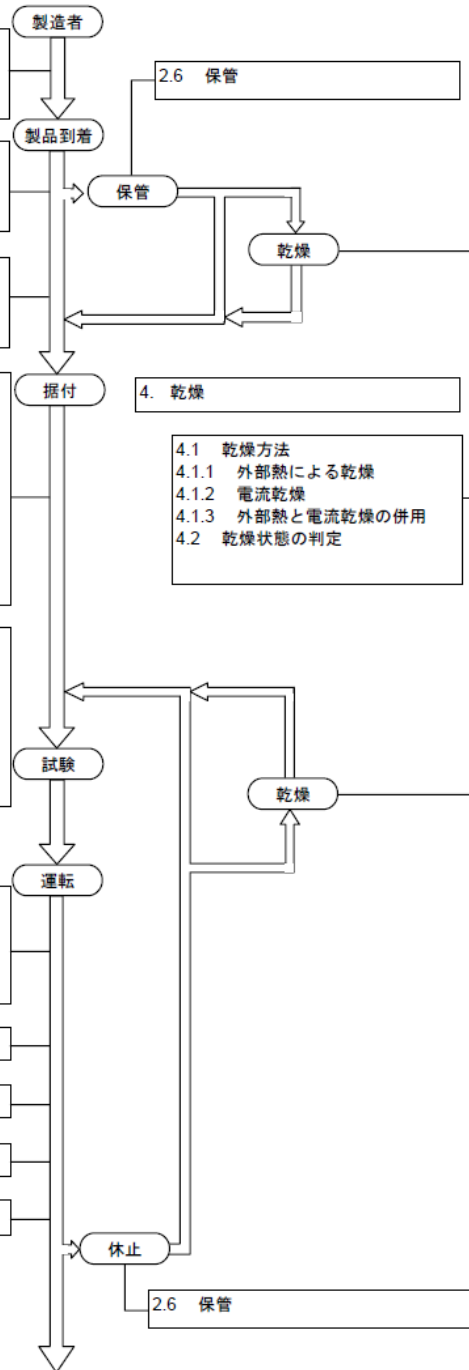 製造者
2.6 保管
製品到着
保管
乾燥
据付
4. 乾燥
4.1 乾燥方法
4.1.1 外部熱による乾燥
4.1.2 電流乾燥
4.1.3 外部熱と電流乾燥の併用
4.2 乾燥状態の判定
試験
乾燥
運転
休止
2.6 保管